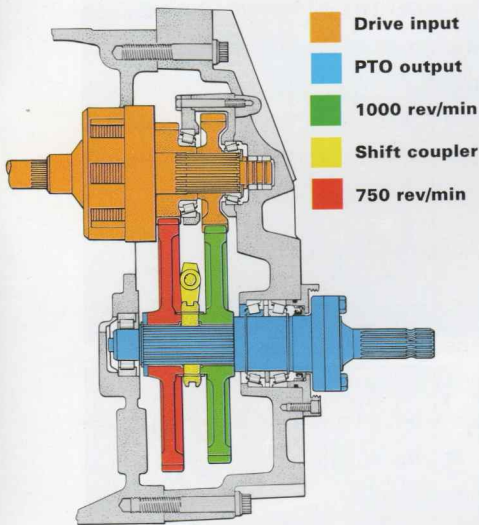 Drive input
PTO output
1000 rev/min
Shift coupler
750 rev/min